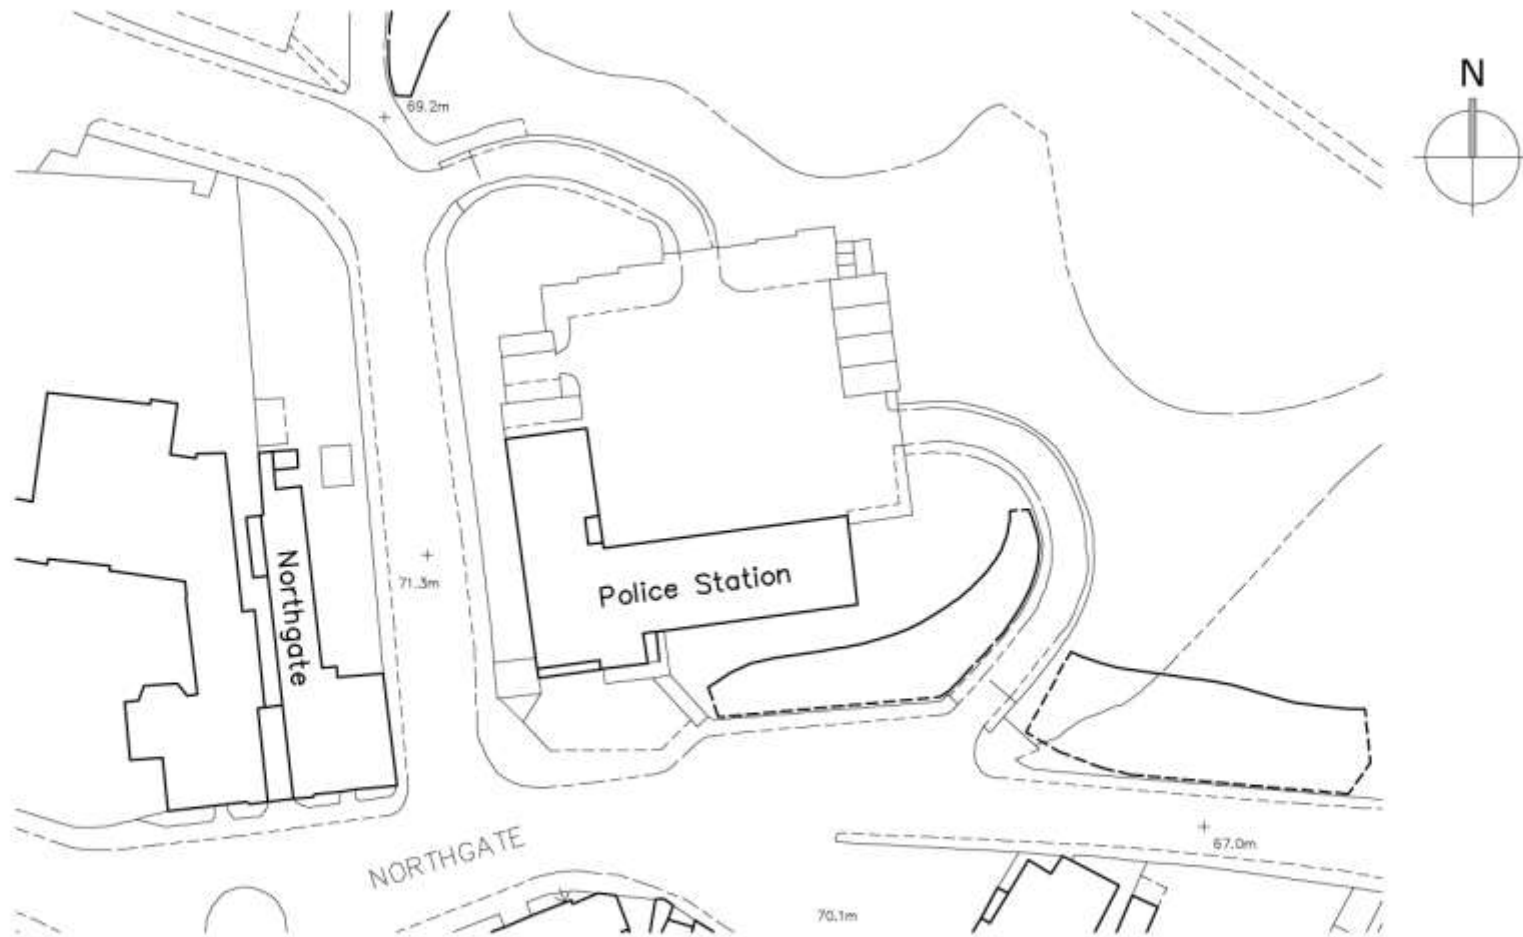 N
69.2m
Northgate
71.3m
Police Station
NORTHGATE
67.0m
70.1m